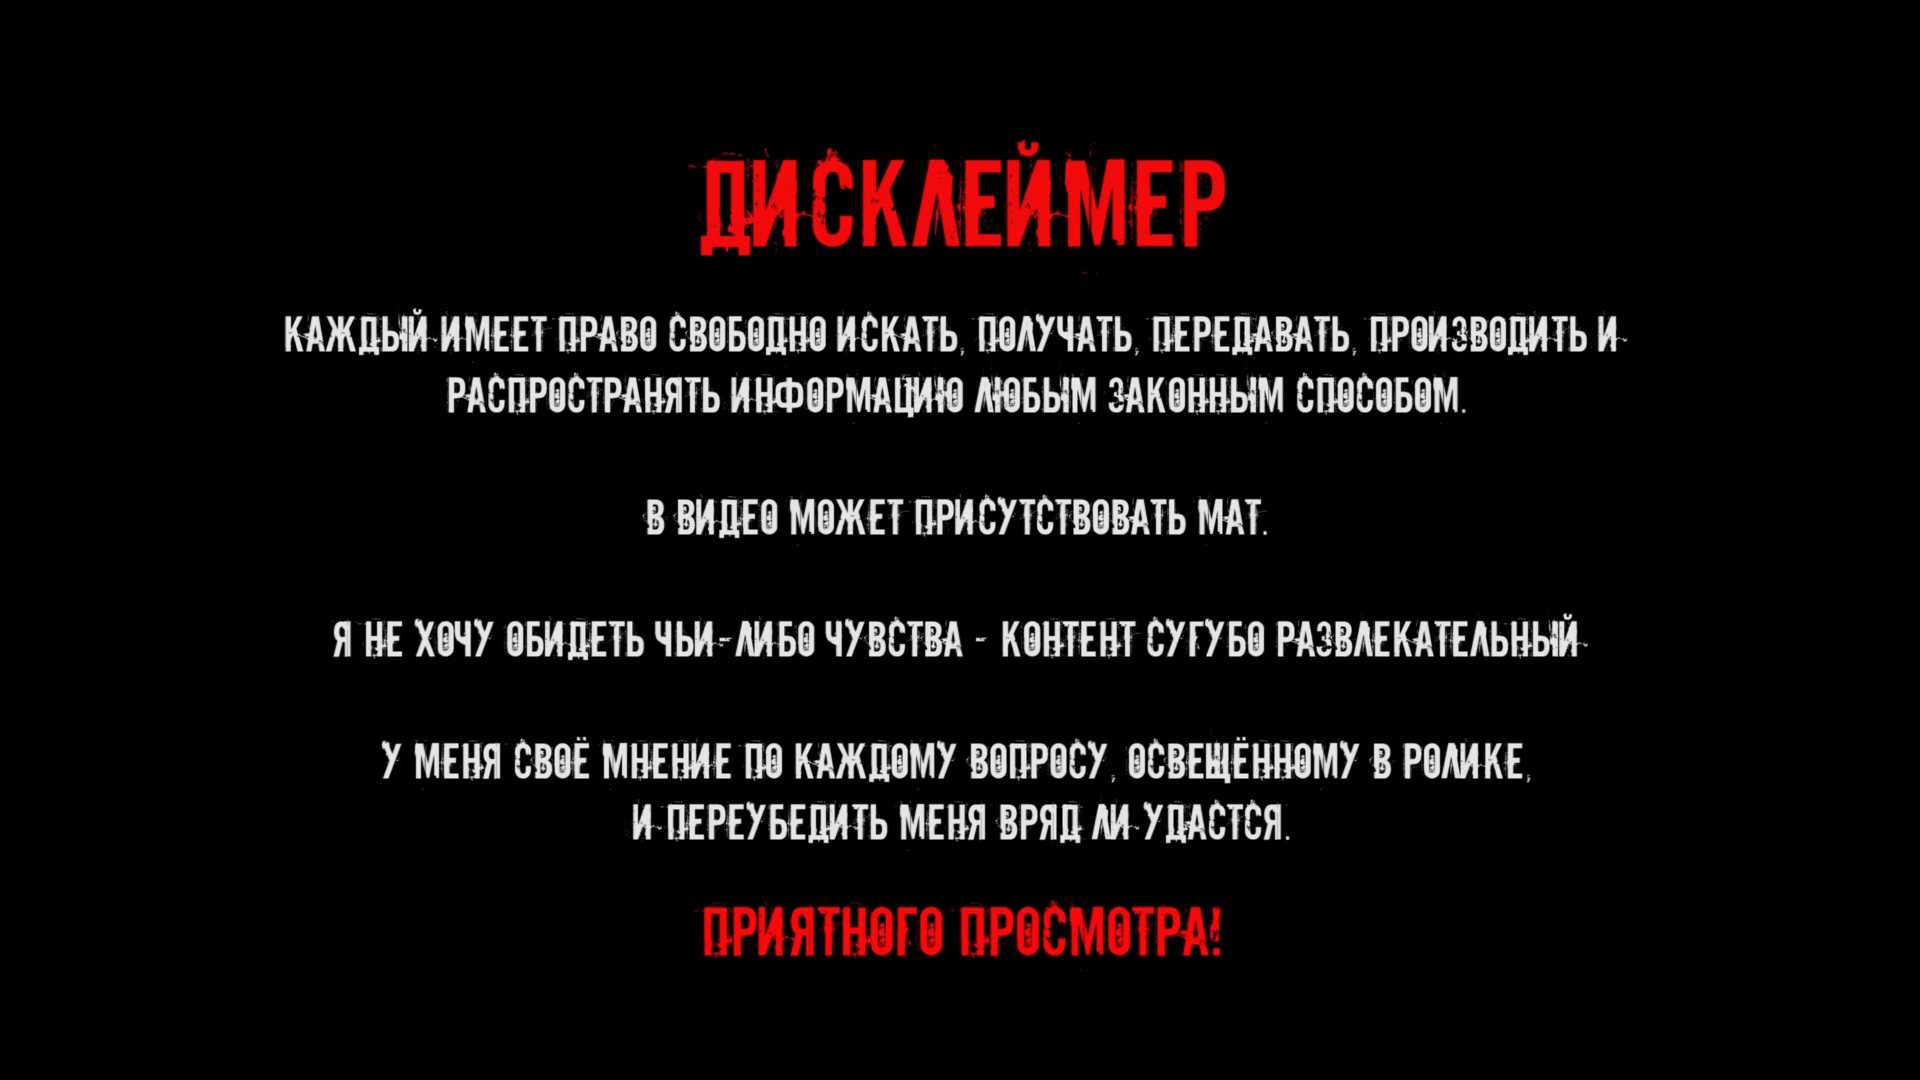 ДИСКЛЕЙМЕР
КАЖДЫЙ ИМЕЕТ ПРАВО СВОБОДНО ИСКАТЬ, ПОЛУЧАТЬ, ПЕРЕДАВАТЬ, ПРОИЗВОДИТЬ И
РАСПРОСТРАНЯТЬ ИНФОРМАЦИЮ ЛЮБЫМ ЗАКОННЫМ СПОСОБОМ.
В ВИДЕО МОЖЕТ ПРИСУТСТВОВАТЬ МАТ.
Я НЕ ХОЧУ ОБИДЕТЬ ЧЬИ-ЛИБО ЧУВСТВА - КОНТЕНТ СУГУБО РАЗВЛЕКАТЕЛЬНЫЙ
У МЕНЯ СВОЁ МНЕНИЕ ПО КАЖДОМУ ВОПРОСУ, ОСВЕЩЁННОМУ В РОЛИКЕ,
И ПЕРЕУБЕДИТЬ МЕНЯ ВРЯД ЛИ УДАСТСЯ.
ПРИЯТНОГО ПРОСМОТРА!